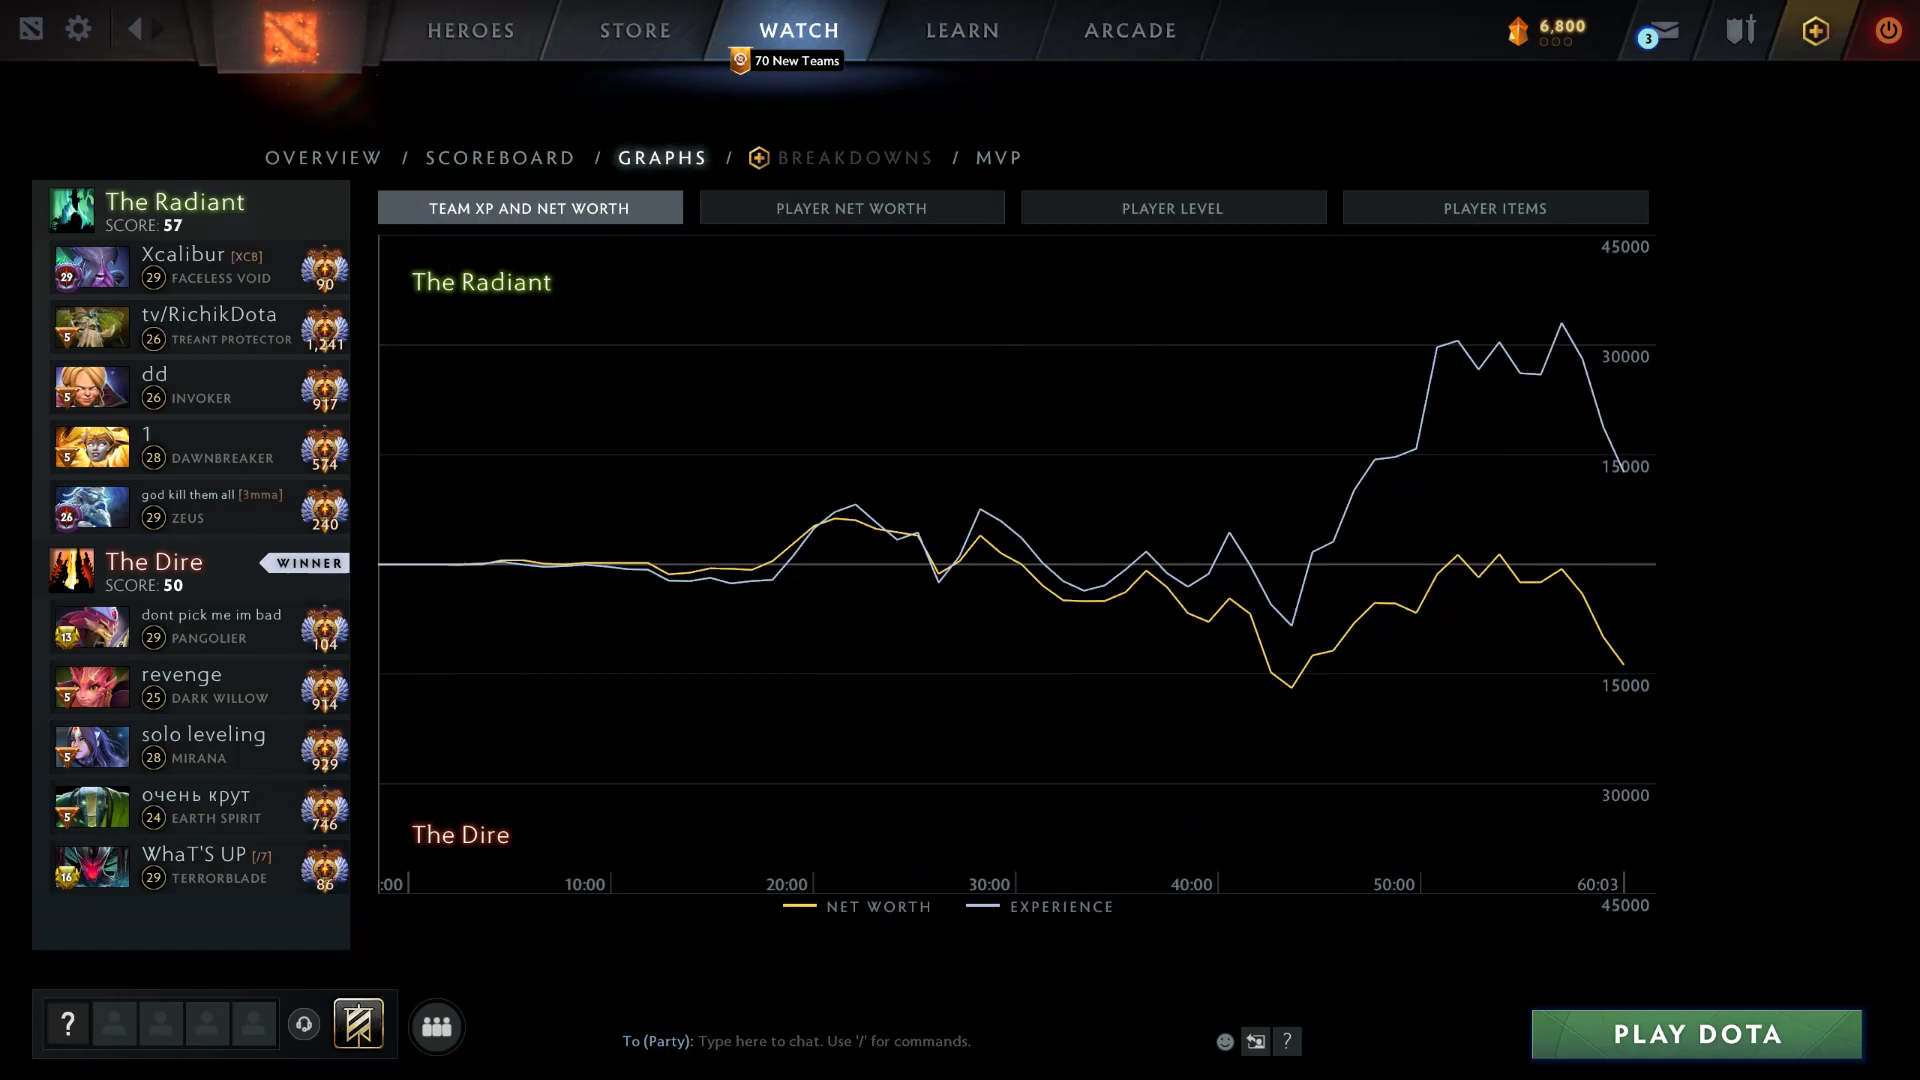 HEROES
STORE
WATCH
LEARN
ARCADE
6,800
3
70 New Teams
OVERVIEW / SCOREBOARD / GRAPHS / BREAKDOWNS / MVP
The Radiant
SCORE: 57
29
Xcalibur [XCB]
29 FACELESS VOID
90
5
tv/RichikDota
26 TREANT PROTECTOR
1,241
5
dd
26 INVOKER
917
5
1
28 DAWNBREAKER
574
26
god kill them all [3mma]
29 ZEUS
240
The Dire
WINNER
SCORE: 50
13
dont pick me im bad
29 PANGOLIER
104
5
revenge
25 DARK WILLOW
914
5
solo leveling
28 MIRANA
929
5
очень крут
24 EARTH SPIRIT
746
16
WhaT'S UP [/7]
29 TERRORBLADE
86
TEAM XP AND NET WORTH
PLAYER NET WORTH
PLAYER LEVEL
PLAYER ITEMS
45000
The Radiant
30000
15000
15000
30000
The Dire
:00
10:00
20:00
30:00
40:00
50:00
60:03
45000
NET WORTH
EXPERIENCE
?
To (Party): Type here to chat. Use '/' for commands.
?
PLAY DOTA